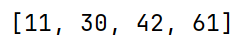 [11, 30, 42, 61]